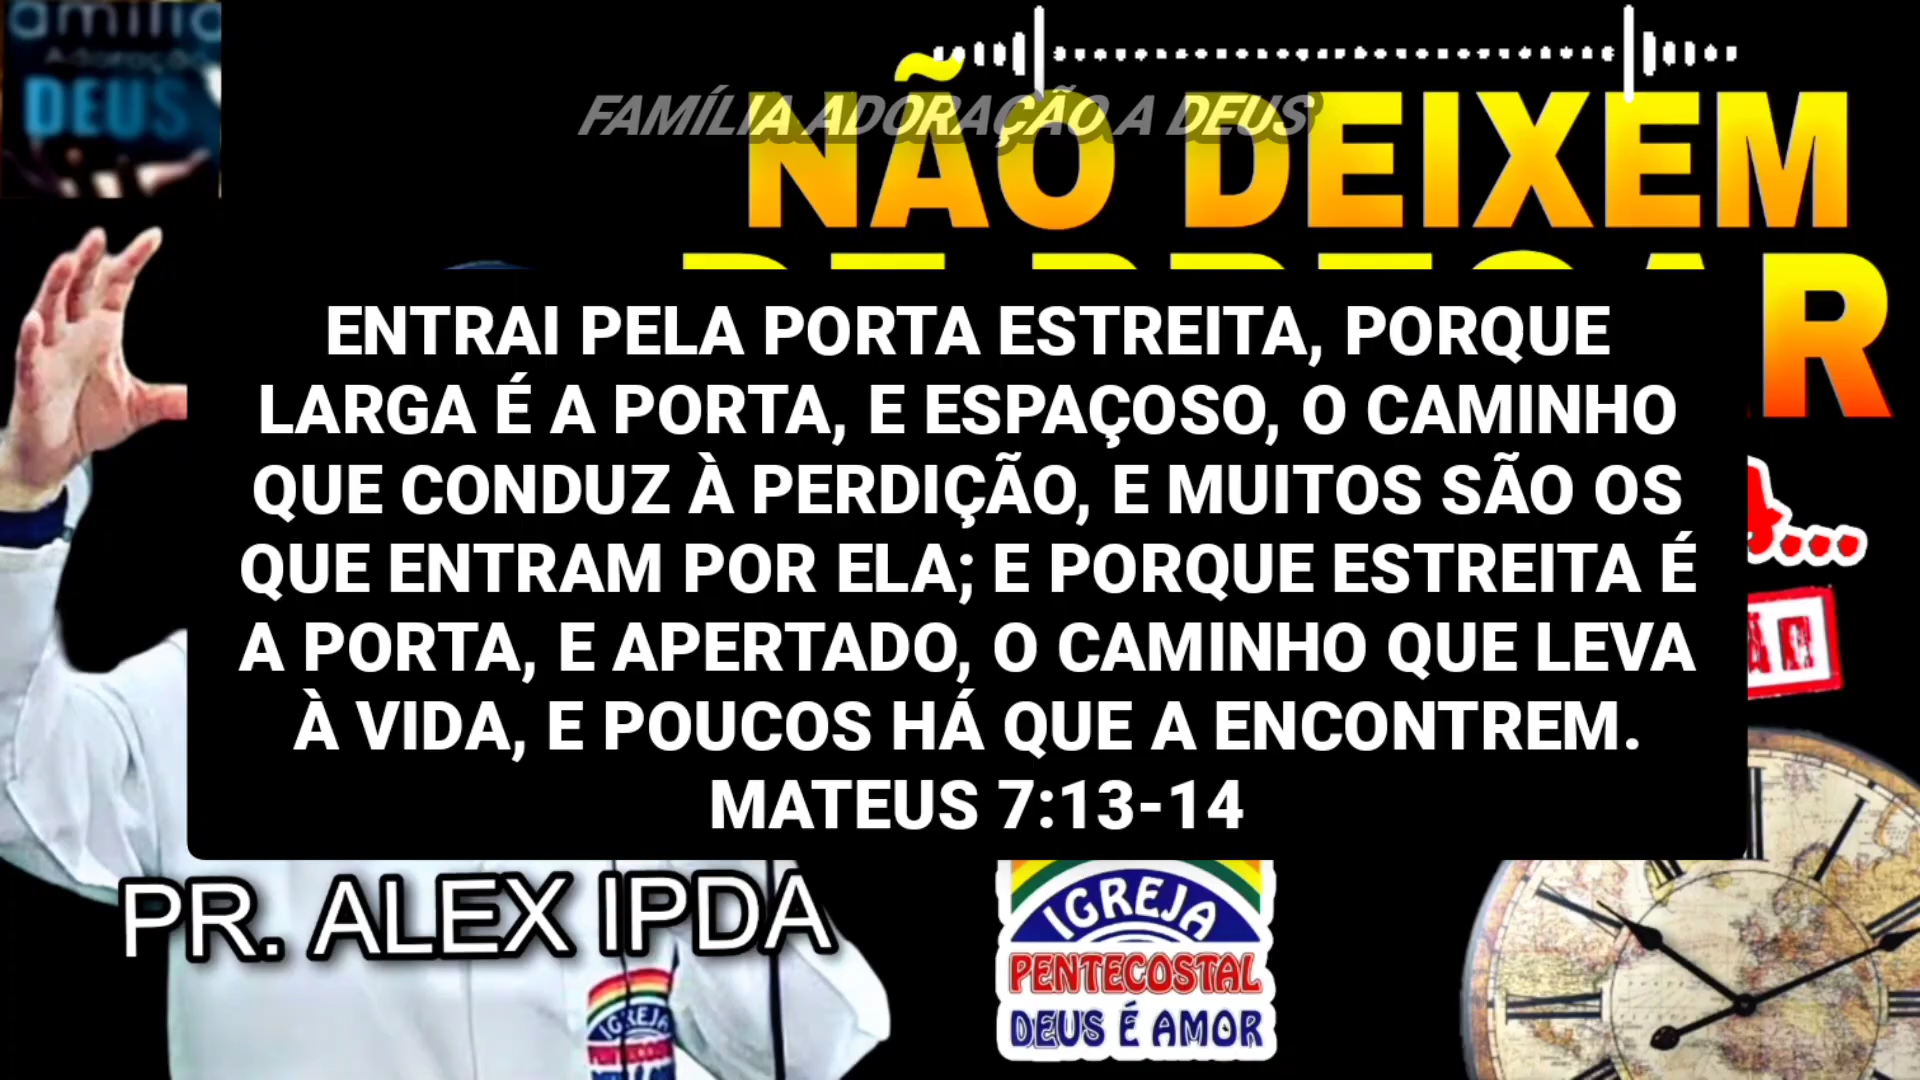 DEUS
FAMÍLIA ADORAÇÃO A DEUS
NÃO DEIXEM
ENTRAI PELA PORTA ESTREITA, PORQUE
LARGA É A PORTA, E ESPAÇOSO, O CAMINHO
QUE CONDUZ À PERDIÇÃO, E MUITOS SÃO OS
QUE ENTRAM POR ELA; E PORQUE ESTREITA É
A PORTA, E APERTADO, O CAMINHO QUE LEVA
À VIDA, E POUCOS HÁ QUE A ENCONTREM.
MATEUS 7:13-14
PR. ALEX IPDA
IGREJA
PENTECOSTAL
DEUS É AMOR
IGREJA